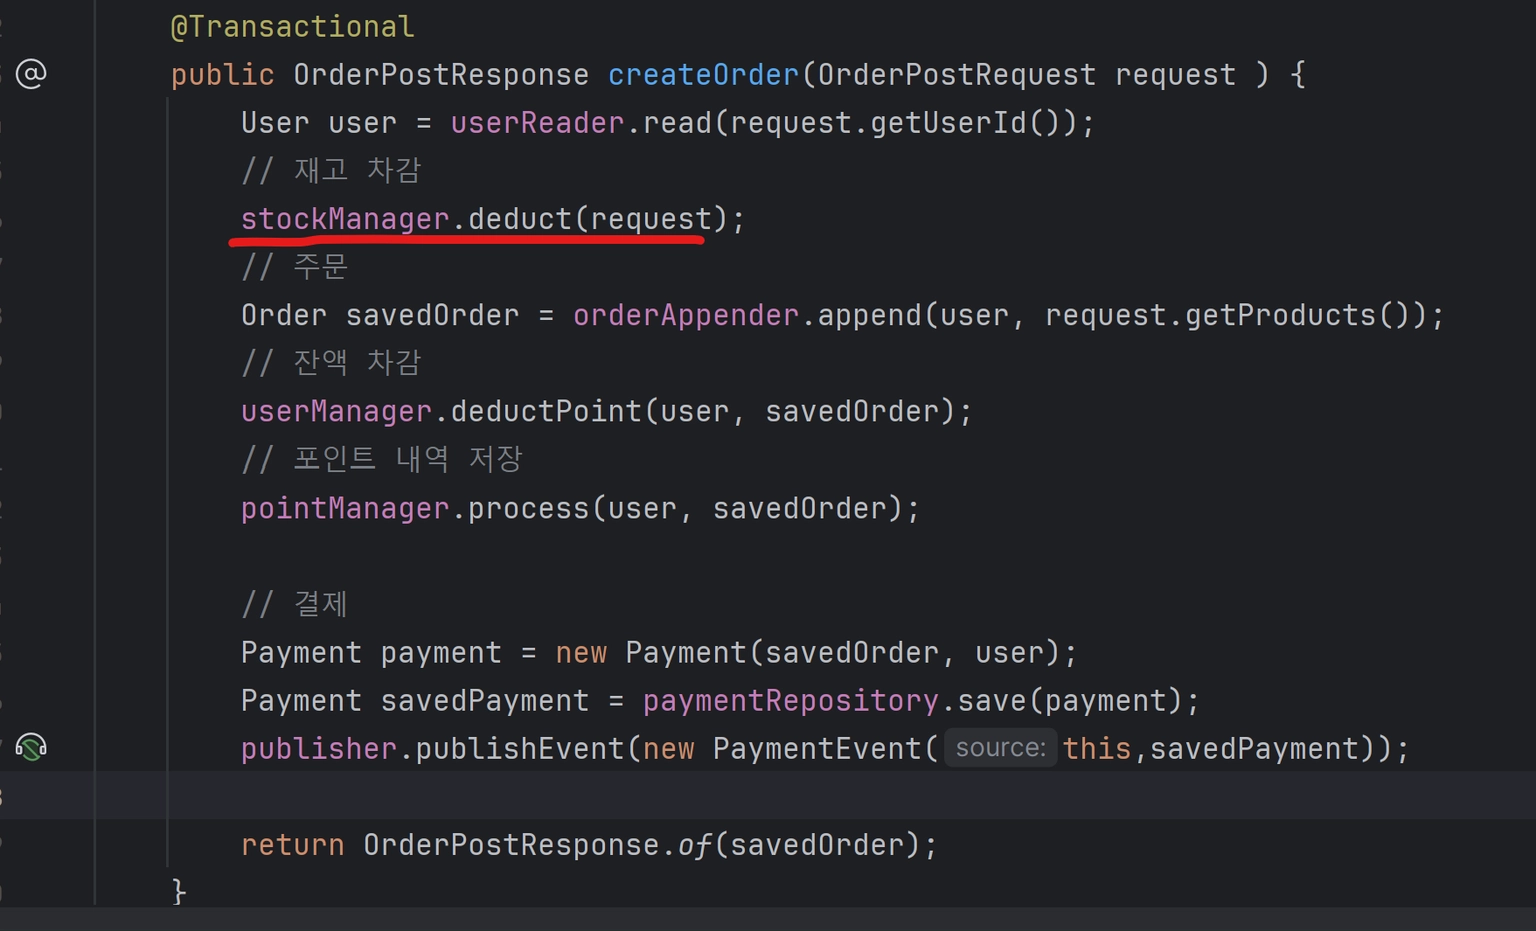 @Transactional
public OrderPostResponse createOrder(OrderPostRequest request ) {
User user = userReader.read(request.getUserId());
// 재고 차감
stockManager.deduct(request);
// 주문
Order savedOrder = orderAppender.append(user, request.getProducts());
// 잔액 차감
userManager.deductPoint(user, savedOrder);
// 포인트 내역 저장
pointManager.process(user, savedOrder);
// 결제
Payment payment = new Payment(savedOrder, user);
Payment savedPayment = paymentRepository.save(payment);
publisher.publishEvent(new PaymentEvent( source: this,savedPayment));
return OrderPostResponse.of(savedOrder);
}